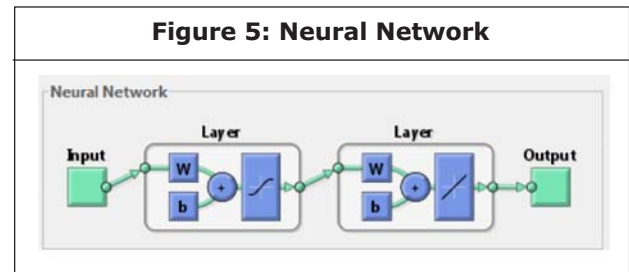 Figure 5: Neural Network
Neural Network
Layer Layer
Input Output
W W
+ +
b b